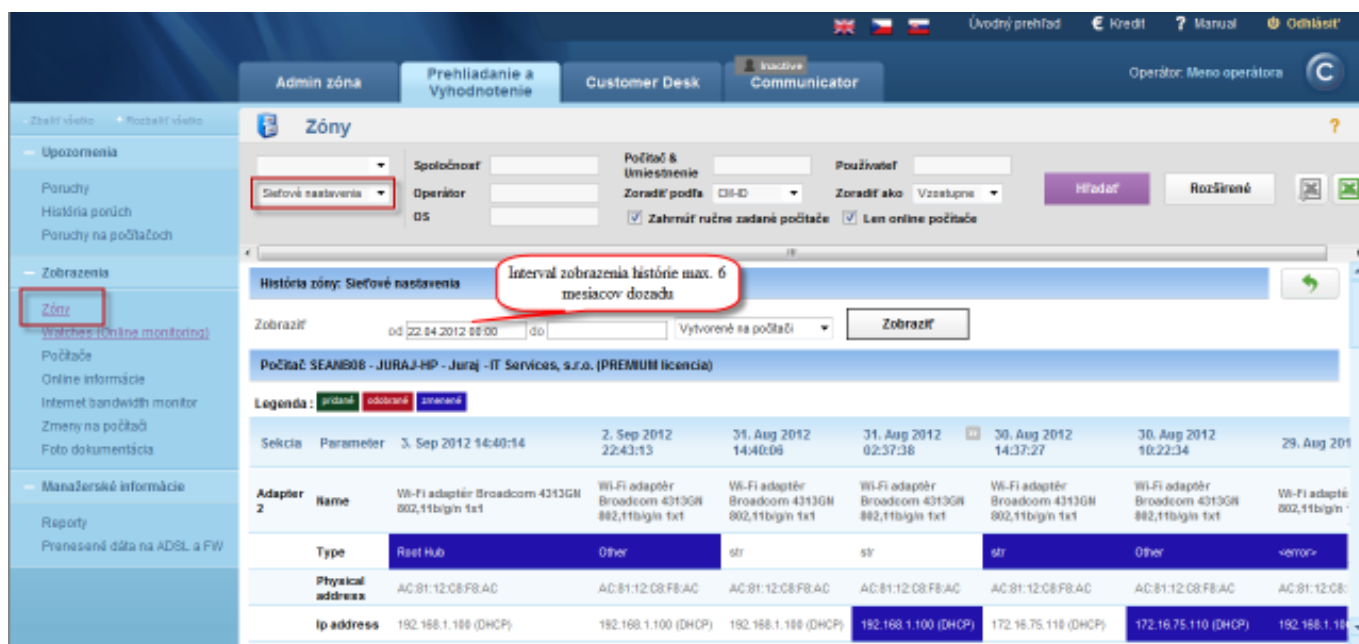 Úvodný prehľad € Kredit ? Manual Odhlásiť
Admin zóna
Prehliadanie a
Vyhodnotenie
Customer Desk
Inactive
Communicator
Operátor: Meno operátora
Zbaliť všetko Rozbaliť všetko
Zóny
?
Upozornenia
Poruchy
História porúch
Poruchy na počítačoch
Zobrazenia
Zóny
Watches (Online monitoring)
Počítače
Online informácie
Internet bandwidth monitor
Zmeny na počítači
Foto dokumentácia
Manažerské informácie
Reporty
Prenesené dáta na ADSL a FW
Spoločnosť
Počítač &
Umiestnenie
Používateľ
Sieťové nastavenia
Operátor
Zoradiť podľa CM-ID
Zoradiť ako Vzostupne
Hľadať
Rozšírené
OS
Zahrnúť ručne zadané počítače
Len online počítače
História zóny: Sieťové nastavenia
Interval zobrazenia histórie max. 6
mesiacov dozadu
Zobraziť
od 22.04.2012 00:00 do
Vytvorené na počítači
Zobraziť
Počítač SEANB08 - JURAJ-HP - Juraj - IT Services, s.r.o. (PREMIUM licencia)
Legenda : pridané odobrané zmenené
Sekcia Parameter 3. Sep 2012 14:40:14
2. Sep 2012
22:43:13
31. Aug 2012
14:40:06
31. Aug 2012
02:37:38
30. Aug 2012
14:37:27
30. Aug 2012
10:22:34
29. Aug 201
Adapter
2
Name
Wi-Fi adaptér Broadcom 4313GN
802,11b/g/n 1x1
Wi-Fi adaptér
Broadcom 4313GN
802,11b/g/n 1x1
Wi-Fi adaptér
Broadcom 4313GN
802,11b/g/n 1x1
Wi-Fi adaptér
Broadcom 4313GN
802,11b/g/n 1x1
Wi-Fi adaptér
Broadcom 4313GN
802,11b/g/n 1x1
Wi-Fi adaptér
Broadcom 4313GN
802,11b/g/n 1x1
Wi-Fi adapté
802,11b/g/n
Type Root Hub Other str str str Other <error>
Physical
address
AC:81:12:C8:F8:AC AC:81:12:C8:F8:AC AC:81:12:C8:F8:AC AC:81:12:C8:F8:AC AC:81:12:C8:F8:AC AC:81:12:C8:F8:AC AC:81:12:C8:
Ip address 192.168.1.100 (DHCP) 192.168.1.100 (DHCP) 192.168.1.100 (DHCP) 192.168.1.100 (DHCP) 172.16.75.110 (DHCP) 172.16.75.110 (DHCP) 192.168.1.10